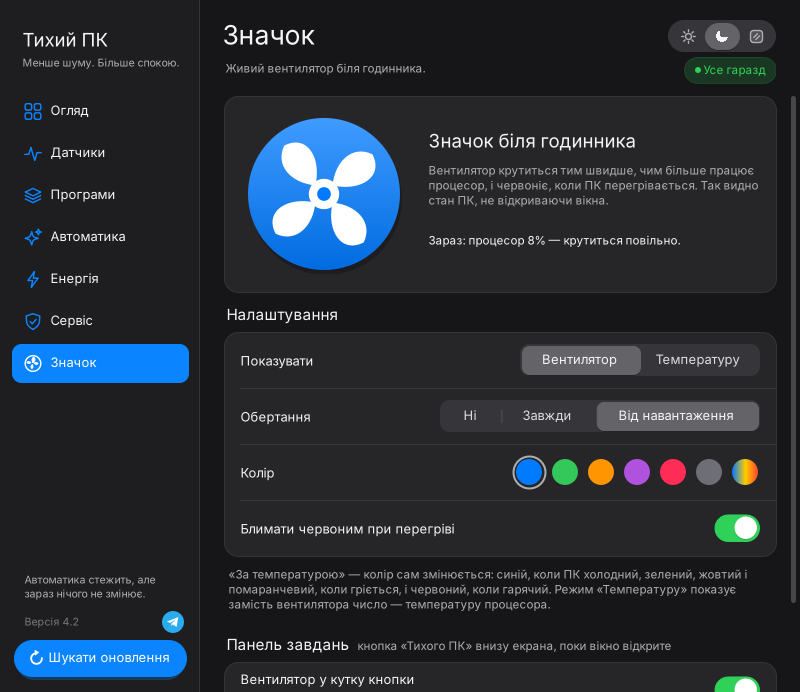 Тихий ПК
Менше шуму. Більше спокою.
Огляд
Датчики
Програми
Автоматика
Енергія
Сервіс
Значок
Автоматика стежить, але
зараз нічого не змінює.
Версія 4.2
Шукати оновлення
Значок
Живий вентилятор біля годинника.
Усе гаразд
Значок біля годинника
Вентилятор крутиться тим швидше, чим більше працює
процесор, і червоніє, коли ПК перегрівається. Так видно
стан ПК, не відкриваючи вікна.
Зараз: процесор 8% — крутиться повільно.
Налаштування
Показувати
Вентилятор
Температуру
Обертання
Ні
Завжди
Від навантаження
Колір
Блимати червоним при перегріві
«За температурою» — колір сам змінюється: синій, коли ПК холодний, зелений, жовтий і
помаранчевий, коли гріється, і червоний, коли гарячий. Режим «Температуру» показує
замість вентилятора число — температуру процесора.
Панель завдань кнопка «Тихого ПК» внизу екрана, поки вікно відкрите
Вентилятор у кутку кнопки